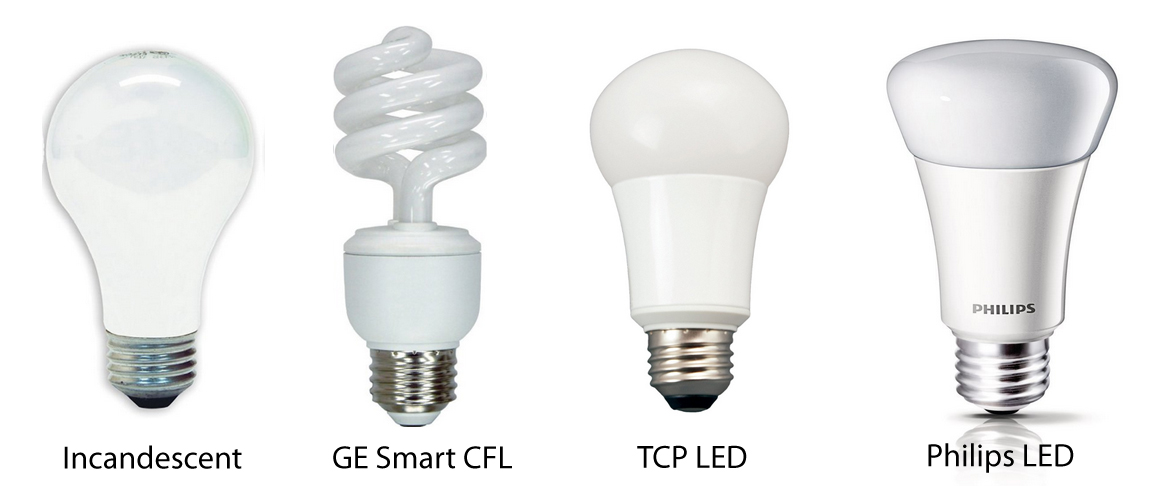 PHILIPS
Incandescent
GE Smart CFL
TCP LED
Philips LED